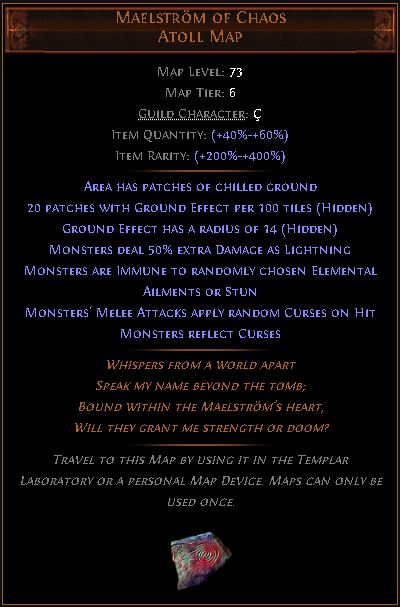 Maelström of Chaos
Atoll Map
Map Level: 73
Map Tier: 6
Guild Character: Ç
Item Quantity: (+40%-+60%)
Item Rarity: (+200%-+400%)
Area has patches of chilled ground
20 patches with Ground Effect per 100 tiles (Hidden)
Ground Effect has a radius of 14 (Hidden)
Monsters deal 50% extra Damage as Lightning
Monsters are Immune to randomly chosen Elemental
Ailments or Stun
Monsters' Melee Attacks apply random Curses on Hit
Monsters reflect Curses
Whispers from a world apart
Speak my name beyond the tomb;
Bound within the Maelström's heart,
Will they grant me strength or doom?
Travel to this Map by using it in the Templar
Laboratory or a personal Map Device. Maps can only be
used once.